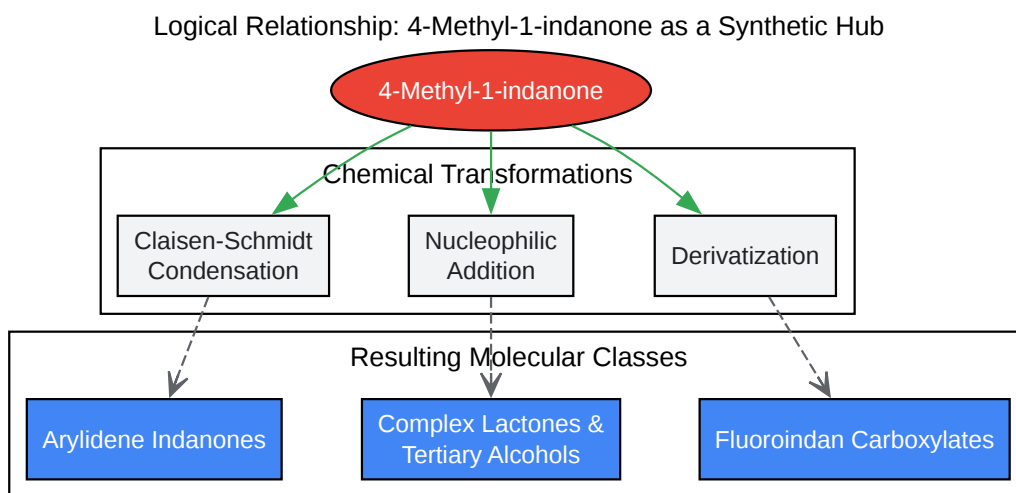 Logical Relationship: 4-Methyl-1-indanone as a Synthetic Hub
4-Methyl-1-indanone
Chemical Transformations
Claisen-Schmidt
Condensation
Nucleophilic
Addition
Derivatization
Resulting Molecular Classes
Arylidene Indanones
Complex Lactones &
Tertiary Alcohols
Fluoroindan Carboxylates